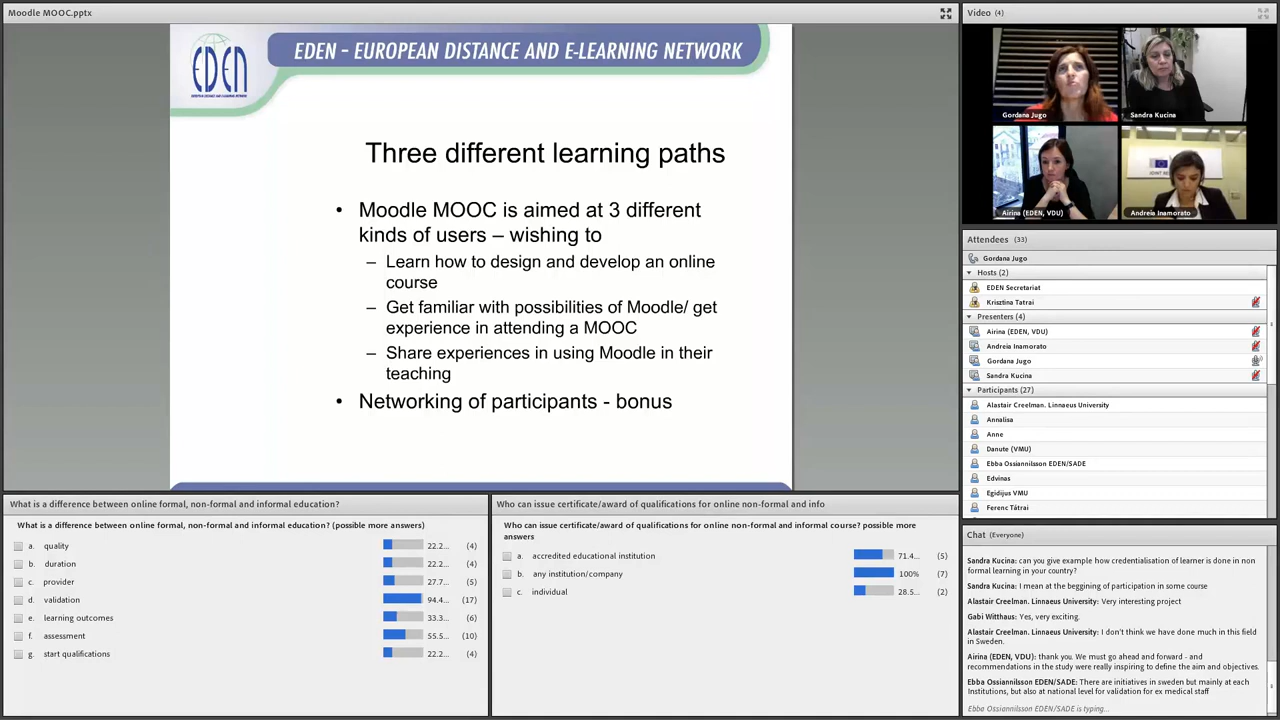 Moodle MOOC.pptx
EDEN
EDEN – EUROPEAN DISTANCE AND E-LEARNING NETWORK
Three different learning paths
• Moodle MOOC is aimed at 3 different
kinds of users – wishing to
– Learn how to design and develop an online
course
– Get familiar with possibilities of Moodle/ get
experience in attending a MOOC
– Share experiences in using Moodle in their
teaching
• Networking of participants - bonus
What is a difference between online formal, non-formal and informal education?
What is a difference between online formal, non-formal and informal education? (possible more answers)
a. quality 22.2... (4)
b. duration 22.2... (4)
c. provider 27.7... (5)
d. validation 94.4... (17)
e. learning outcomes 33.3... (6)
f. assessment 55.5... (10)
g. start qualifications 22.2... (4)
Who can issue certificate/award of qualifications for online non-formal and info
Who can issue certificate/award of qualifications for online non-formal and informal course? possible more
answers
a. accredited educational institution 71.4... (5)
b. any institution/company 100% (7)
c. individual 28.5... (2)
Video (4)
Gordana Jugo
Sandra Kucina
Airina (EDEN, VDU)
Andreia Inamorato
Attendees (33)
Gordana Jugo
Hosts (2)
EDEN Secretariat
Krisztina Tatrai
Presenters (4)
Airina (EDEN, VDU)
Andreia Inamorato
Gordana Jugo
Sandra Kucina
Participants (27)
Alastair Creelman. Linnaeus University
Annalisa
Anne
Danute (VMU)
Ebba Ossiannilsson EDEN/SADE
Edvinas
Egidijus VMU
Ferenc Tátrai
Chat (Everyone)
Sandra Kucina: can you give example how credentialisation of learner is done in non
formal learning in your country?
Sandra Kucina: I mean at the beggining of participation in some course
Alastair Creelman. Linnaeus University: Very interesting project
Gabi Witthaus: Yes, very exciting.
Alastair Creelman. Linnaeus University: I don't think we have done much in this field
in Sweden.
Airina (EDEN, VDU): thank you. We must go ahead and forward - and
recommendations in the study were really inspiring to define the aim and objectives.
Ebba Ossiannilsson EDEN/SADE: There are initiatives in sweden but mainly at each
Institutions, but also at national level for validation for ex medical staff
Ebba Ossiannilsson EDEN/SADE is typing...